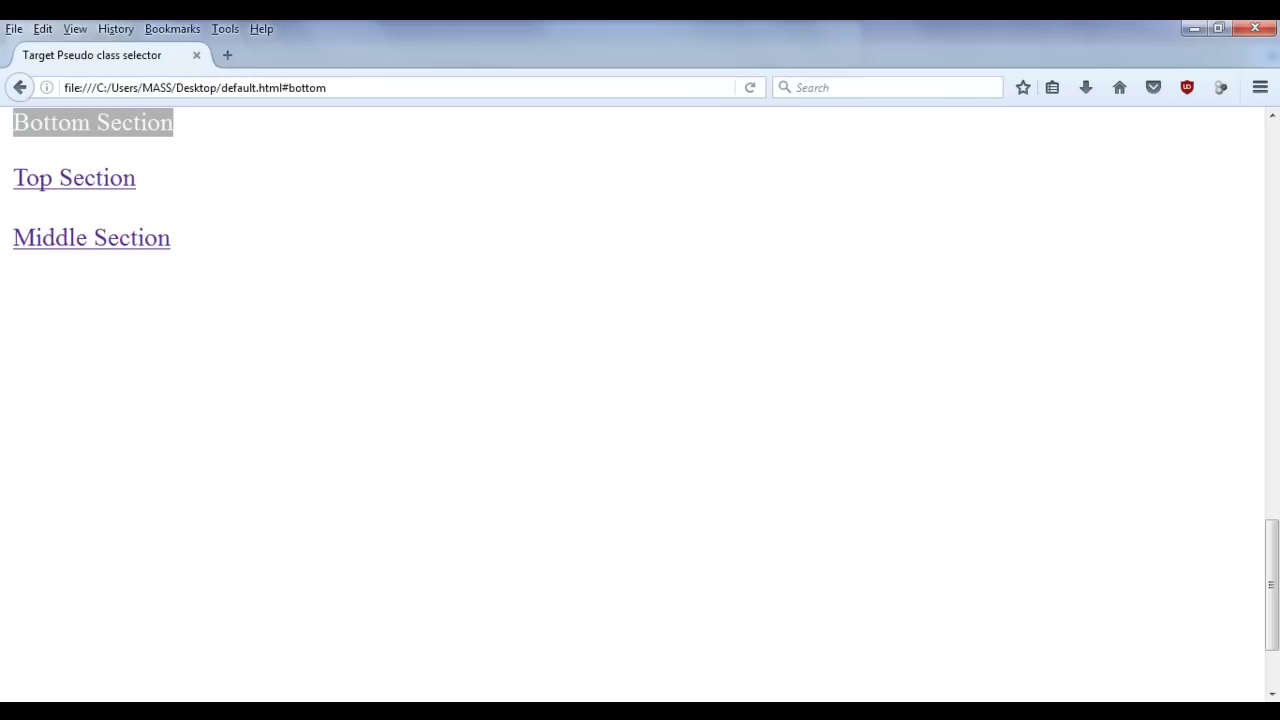 File Edit View History Bookmarks Tools Help
Target Pseudo class selector
file:///C:/Users/MASS/Desktop/default.html#bottom
Search
Bottom Section
Top Section
Middle Section